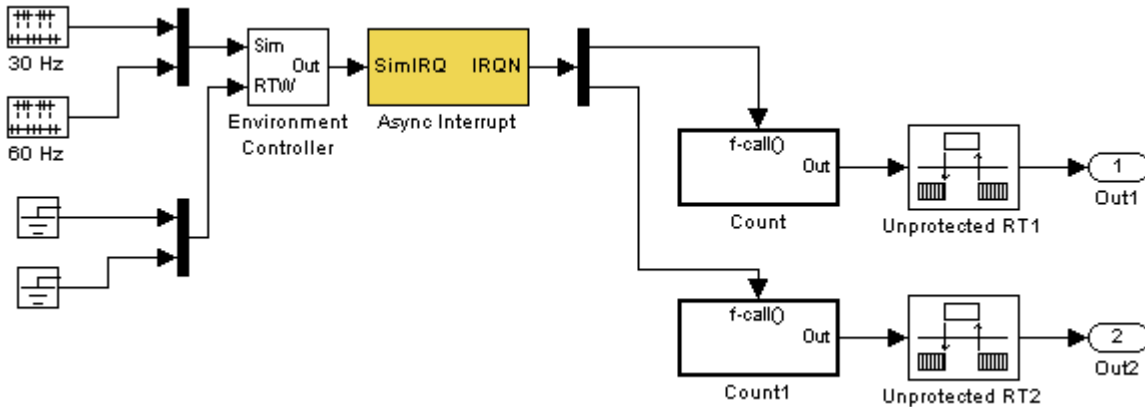 30 Hz
60 Hz
Sim
Out
RTW
Environment
Controller
SimIRQ IRQN
Async Interrupt
f-call()
Out
Count
Unprotected RT1
1
Out1
f-call()
Out
Count1
Unprotected RT2
2
Out2